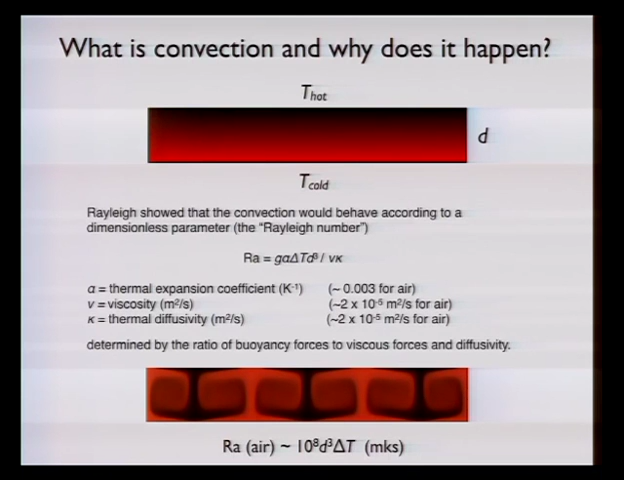 What is convection and why does it happen?
T_hot
d
T_cold
Rayleigh showed that the convection would behave according to a
dimensionless parameter (the "Rayleigh number")
Ra = gαΔTd³/ νκ
α = thermal expansion coefficient (K⁻¹) (~ 0.003 for air)
ν = viscosity (m²/s) (~2 x 10⁻⁵ m²/s for air)
κ = thermal diffusivity (m²/s) (~2 x 10⁻⁵ m²/s for air)
determined by the ratio of buoyancy forces to viscous forces and diffusivity.
Ra (air) ~ 10⁸d³ΔT (mks)